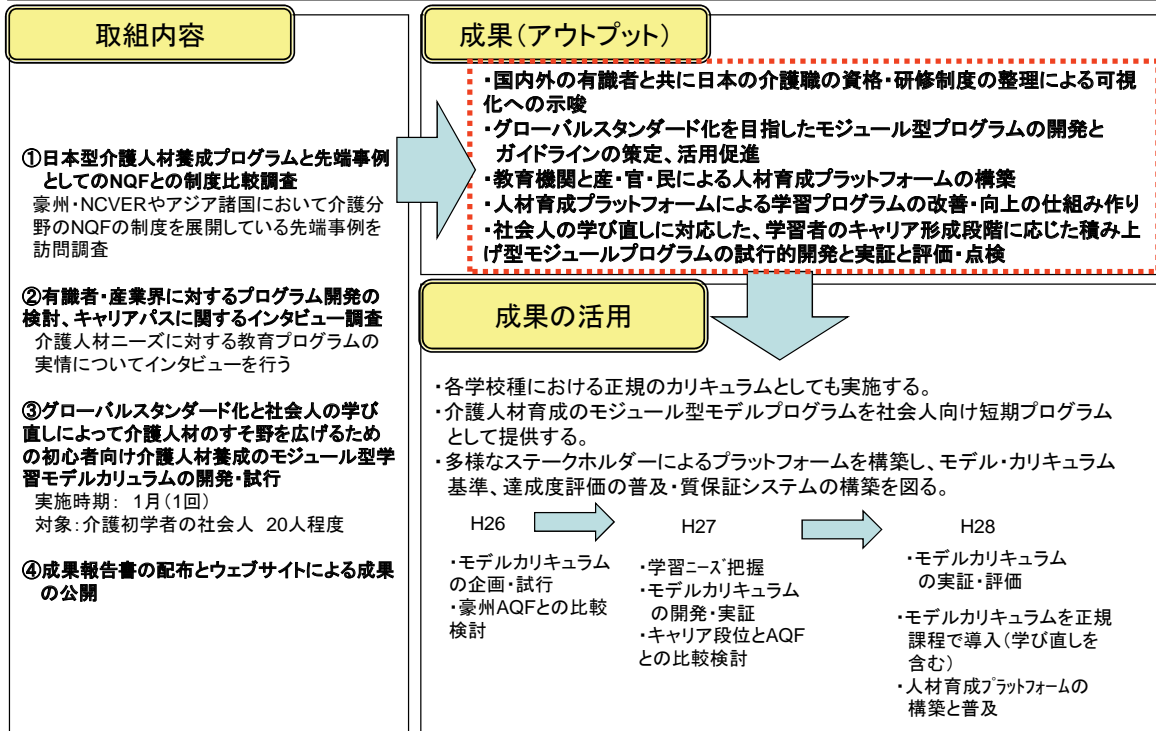 取組内容
①日本型介護人材養成プログラムと先端事例
としてのNQFとの制度比較調査
豪州・NCVERやアジア諸国において介護分
野のNQFの制度を展開している先端事例を
訪問調査
②有識者・産業界に対するプログラム開発の
検討、キャリアパスに関するインタビュー調査
介護人材ニーズに対する教育プログラムの
実情についてインタビューを行う
③グローバルスタンダード化と社会人の学び
直しによって介護人材のすそ野を広げるため
の初心者向け介護人材養成のモジュール型学
習モデルカリュラムの開発・試行
実施時期： 1月（1回）
対象：介護初学者の社会人 20人程度
④成果報告書の配布とウェブサイトによる成果
の公開
成果（アウトプット）
・国内外の有識者と共に日本の介護職の資格・研修制度の整理による可視
化への示唆
・グローバルスタンダード化を目指したモジュール型プログラムの開発と
ガイドラインの策定、活用促進
・教育機関と産・官・民による人材育成プラットフォームの構築
・人材育成プラットフォームによる学習プログラムの改善・向上の仕組み作り
・社会人の学び直しに対応した、学習者のキャリア形成段階に応じた積み上
げ型モジュールプログラムの試行的開発と実証と評価・点検
成果の活用
・各学校種における正規のカリキュラムとしても実施する。
・介護人材育成のモジュール型モデルプログラムを社会人向け短期プログラム
として提供する。
・多様なステークホルダーによるプラットフォームを構築し、モデル・カリキュラム
基準、達成度評価の普及・質保証システムの構築を図る。
H26
・モデルカリキュラム
の企画・試行
・豪州AQFとの比較
検討
H27
・学習ニーズ把握
・モデルカリキュラム
の開発・実証
・キャリア段位とAQF
との比較検討
H28
・モデルカリキュラム
の実証・評価
・モデルカリキュラムを正規
課程で導入（学び直しを
含む）
・人材育成プラットフォームの
構築と普及